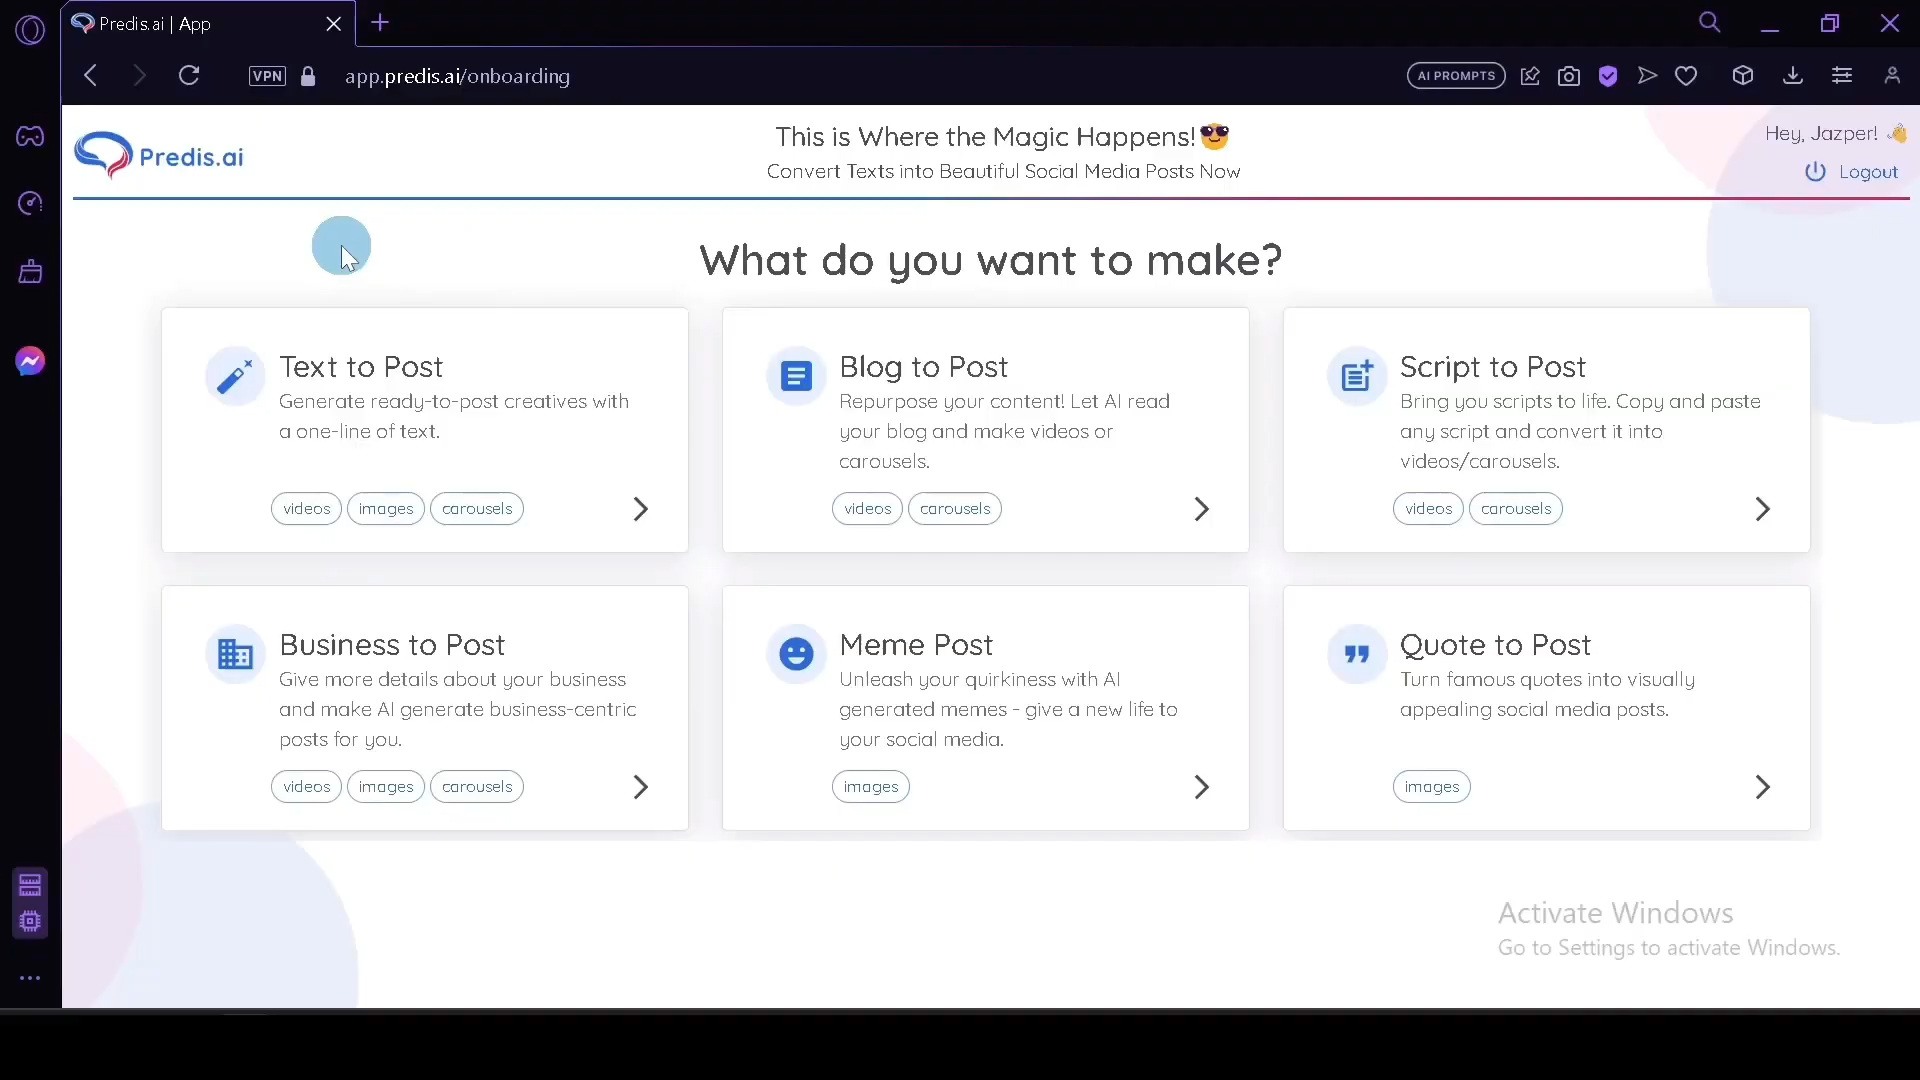 Predis.ai | App
VPN
app.predis.ai/onboarding
AI PROMPTS
Predis.ai
This is Where the Magic Happens!😎
Convert Texts into Beautiful Social Media Posts Now
Hey, Jazper! 👋
Logout
What do you want to make?
Text to Post
Generate ready-to-post creatives with
a one-line of text.
videos images carousels
Blog to Post
Repurpose your content! Let AI read
your blog and make videos or
carousels.
videos carousels
Script to Post
Bring you scripts to life. Copy and paste
any script and convert it into
videos/carousels.
videos carousels
Business to Post
Give more details about your business
and make AI generate business-centric
posts for you.
videos images carousels
Meme Post
Unleash your quirkiness with AI
generated memes - give a new life to
your social media.
images
Quote to Post
Turn famous quotes into visually
appealing social media posts.
images
Activate Windows
Go to Settings to activate Windows.